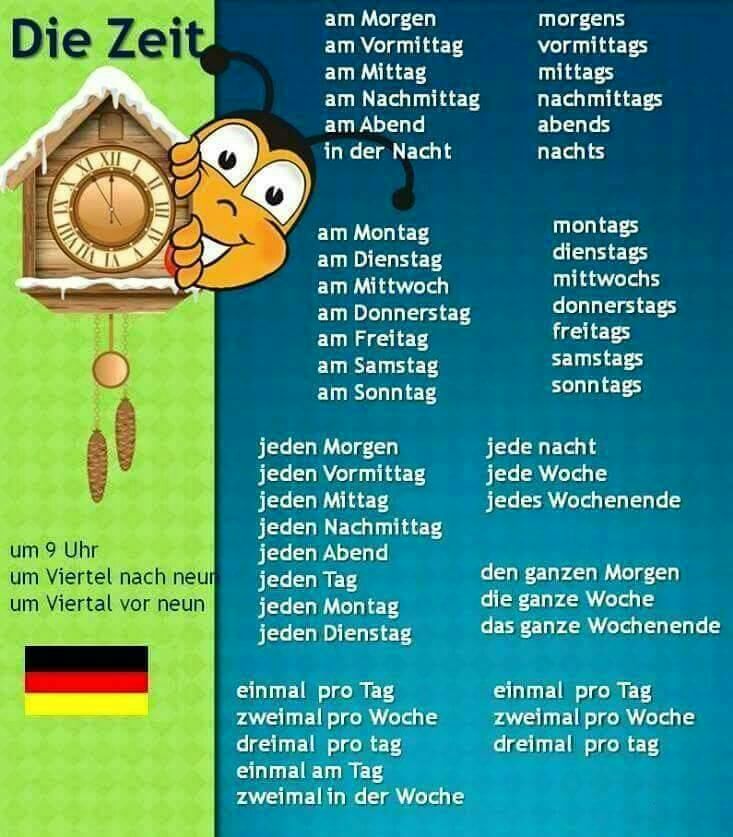 Die Zeit
am Morgen
am Vormittag
am Mittag
am Nachmittag
am Abend
in der Nacht
morgens
vormittags
mittags
nachmittags
abends
nachts
am Montag
am Dienstag
am Mittwoch
am Donnerstag
am Freitag
am Samstag
am Sonntag
montags
dienstags
mittwochs
donnerstags
freitags
samstags
sonntags
jeden Morgen
jeden Vormittag
jeden Mittag
jeden Nachmittag
jeden Abend
jeden Tag
jeden Montag
jeden Dienstag
jede nacht
jede Woche
jedes Wochenende
den ganzen Morgen
die ganze Woche
das ganze Wochenende
um 9 Uhr
um Viertel nach neun
um Viertal vor neun
einmal pro Tag
zweimal pro Woche
dreimal pro tag
einmal am Tag
zweimal in der Woche
einmal pro Tag
zweimal pro Woche
dreimal pro tag